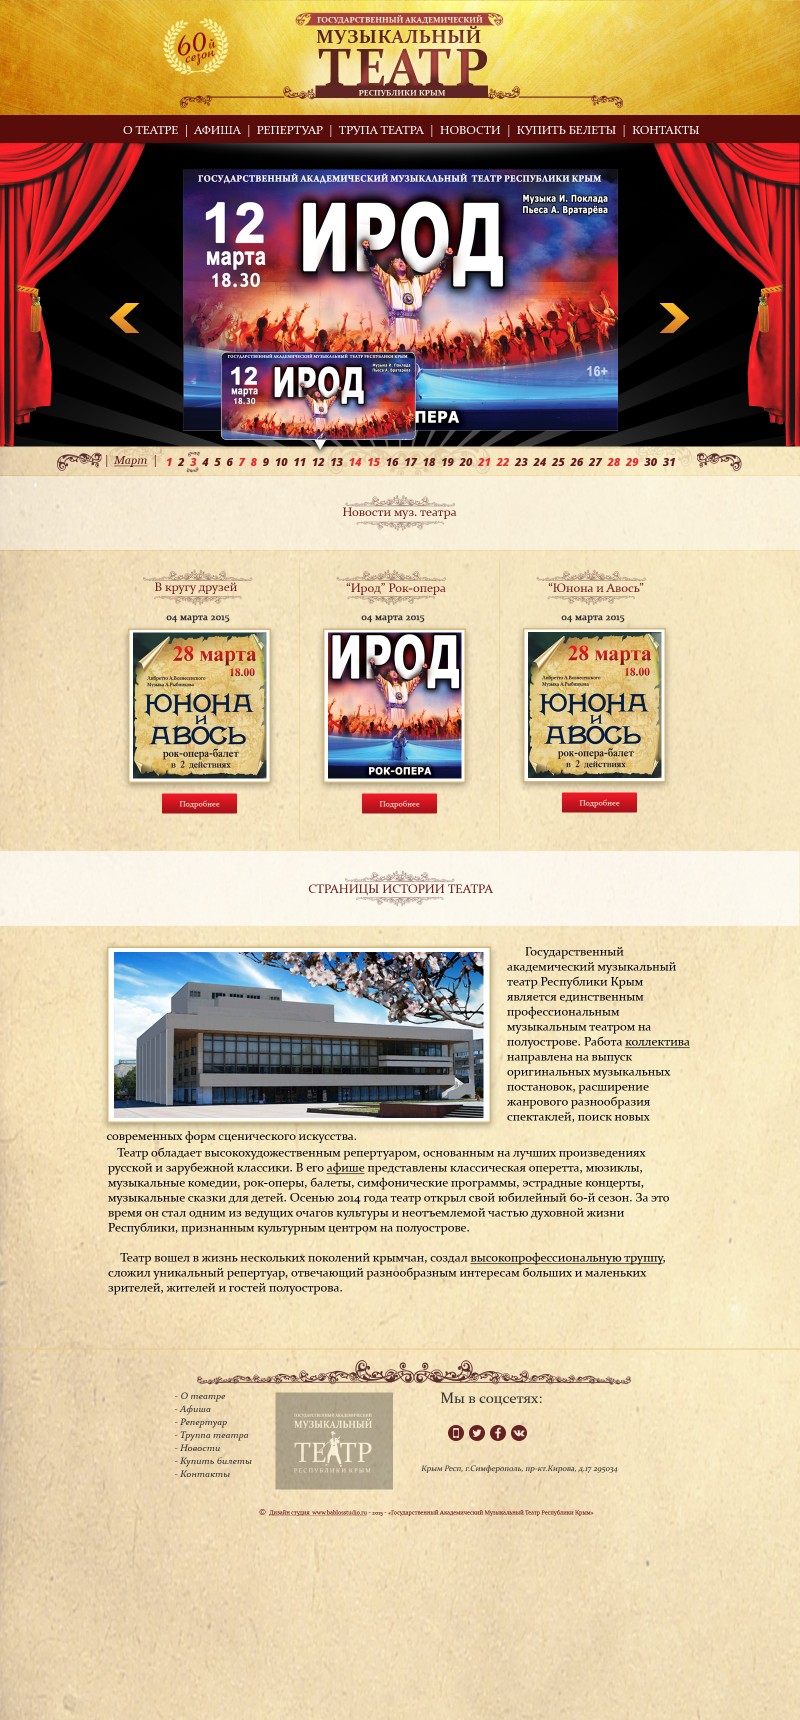 60й
сезон
ГОСУДАРСТВЕННЫЙ АКАДЕМИЧЕСКИЙ
МУЗЫКАЛЬНЫЙ
ТЕАТР
РЕСПУБЛИКИ КРЫМ
О ТЕАТРЕ | АФИША | РЕПЕРТУАР | ТРУПА ТЕАТРА | НОВОСТИ | КУПИТЬ БЕЛЕТЫ | КОНТАКТЫ
ГОСУДАРСТВЕННЫЙ АКАДЕМИЧЕСКИЙ МУЗЫКАЛЬНЫЙ ТЕАТР РЕСПУБЛИКИ КРЫМ
Музыка И. Поклада
Пьеса А. Вратарёва
12
марта
18.30
ИРОД
16+
ОПЕРА
ГОСУДАРСТВЕННЫЙ АКАДЕМИЧЕСКИЙ МУЗЫКАЛЬНЫЙ ТЕАТР РЕСПУБЛИКИ КРЫМ
Музыка И. Поклада
Пьеса А. Вратарёва
12
марта
18.30
ИРОД
| Март | 1 2 3 4 5 6 7 8 9 10 11 12 13 14 15 16 17 18 19 20 21 22 23 24 25 26 27 28 29 30 31
Новости муз. театра
В кругу друзей
04 марта 2015
28 марта
18.00
Либретто А.Вознесенского
Музыка А.Рыбникова
ЮНОНА
И
АВОСЬ
рок-опера-балет
в 2 действиях
Подробнее
“Ирод” Рок-опера
04 марта 2015
ИРОД
РОК-ОПЕРА
Подробнее
“Юнона и Авось”
04 марта 2015
28 марта
18.00
Либретто А.Вознесенского
Музыка А.Рыбникова
ЮНОНА
И
АВОСЬ
рок-опера-балет
в 2 действиях
Подробнее
СТРАНИЦЫ ИСТОРИИ ТЕАТРА
Государственный
академический музыкальный
театр Республики Крым
является единственным
профессиональным
музыкальным театром на
полуострове. Работа коллектива
направлена на выпуск
оригинальных музыкальных
постановок, расширение
жанрового разнообразия
спектаклей, поиск новых
современных форм сценического искусства.
Театр обладает высокохудожественным репертуаром, основанным на лучших произведениях
русской и зарубежной классики. В его афише представлены классическая оперетта, мюзиклы,
музыкальные комедии, рок-оперы, балеты, симфонические программы, эстрадные концерты,
музыкальные сказки для детей. Осенью 2014 года театр открыл свой юбилейный 60-й сезон. За это
время он стал одним из ведущих очагов культуры и неотъемлемой частью духовной жизни
Республики, признанным культурным центром на полуострове.
Театр вошел в жизнь нескольких поколений крымчан, создал высокопрофессиональную труппу,
сложил уникальный репертуар, отвечающий разнообразным интересам больших и маленьких
зрителей, жителей и гостей полуострова.
- О театре
- Афиша
- Репертуар
- Труппа театра
- Новости
- Купить билеты
- Контакты
ГОСУДАРСТВЕННЫЙ АКАДЕМИЧЕСКИЙ
МУЗЫКАЛЬНЫЙ
ТЕАТР
РЕСПУБЛИКИ КРЫМ
Мы в соцсетях:
Крым Респ, г.Симферополь, пр-кт.Кирова, д.17 295034
© Дизайн студия www.bablosstudio.ru - 2015 - «Государственный Академический Музыкальный Театр Республики Крым»